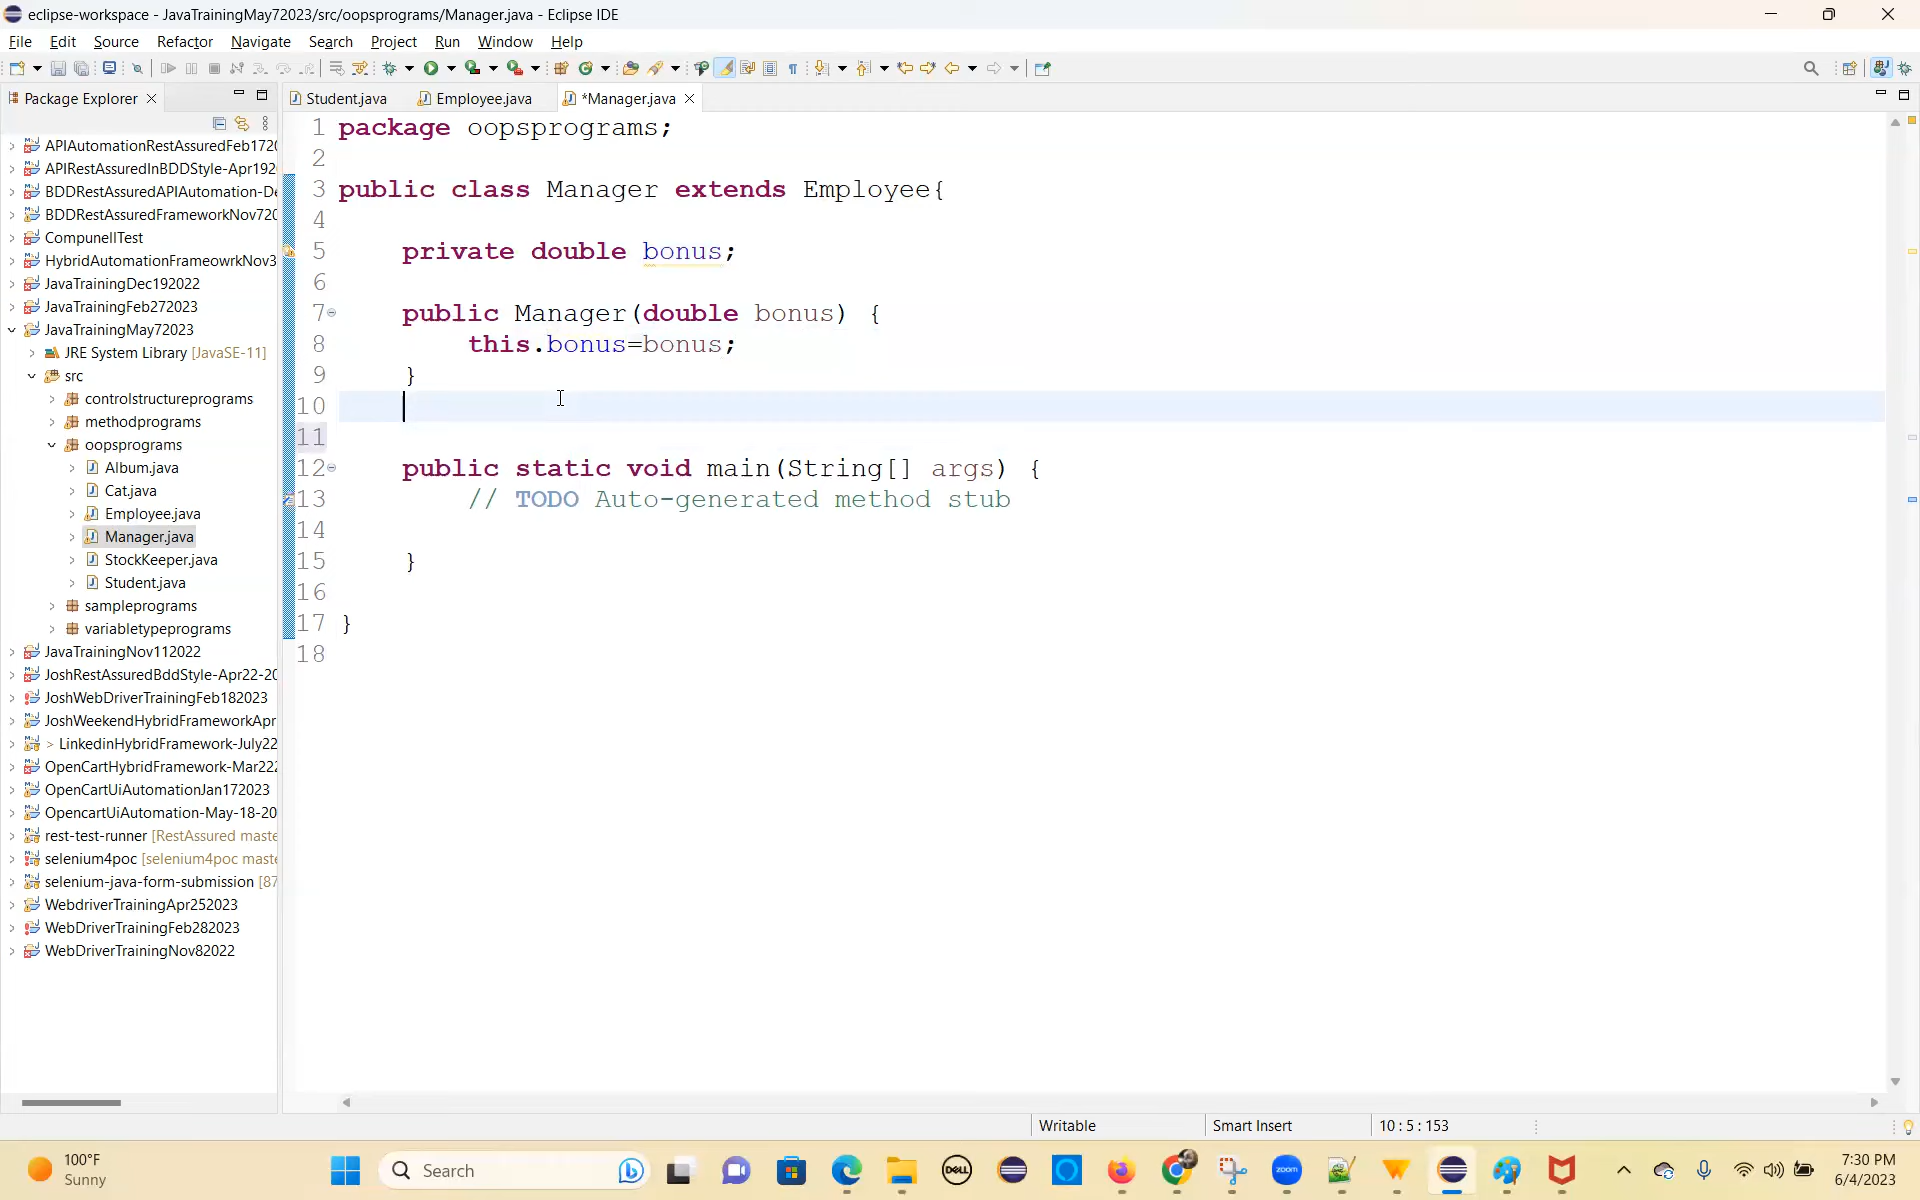 eclipse-workspace - JavaTrainingMay72023/src/oopsprograms/Manager.java - Eclipse IDE
File Edit Source Refactor Navigate Search Project Run Window Help
Package Explorer
Student.java Employee.java *Manager.java
APIAutomationRestAssuredFeb1720
APIRestAssuredInBDDStyle-Apr192
BDDRestAssuredAPIAutomation-De
BDDRestAssuredFrameworkNov720
CompunellTest
HybridAutomationFrameowrkNov3
JavaTrainingDec192022
JavaTrainingFeb272023
JavaTrainingMay72023
JRE System Library [JavaSE-11]
src
controlstructureprograms
methodprograms
oopsprograms
Album.java
Cat.java
Employee.java
Manager.java
StockKeeper.java
Student.java
sampleprograms
variabletypeprograms
JavaTrainingNov112022
JoshRestAssuredBddStyle-Apr22-20
JoshWebDriverTrainingFeb182023
JoshWeekendHybridFrameworkApr
> LinkedinHybridFramework-July22
OpenCartHybridFramework-Mar222
OpenCartUiAutomationJan172023
OpencartUiAutomation-May-18-20
rest-test-runner [RestAssured maste
selenium4poc [selenium4poc maste
selenium-java-form-submission [87
WebdriverTrainingApr252023
WebDriverTrainingFeb282023
WebDriverTrainingNov82022
1 package oopsprograms;
2
3 public class Manager extends Employee{
4
5 private double bonus;
6
7 public Manager(double bonus) {
8 this.bonus=bonus;
9 }
10
11
12 public static void main(String[] args) {
13 // TODO Auto-generated method stub
14
15 }
16
17 }
18
Writable Smart Insert 10 : 5 : 153
100°F
Sunny
Search
DELL
zoom
7:30 PM
6/4/2023